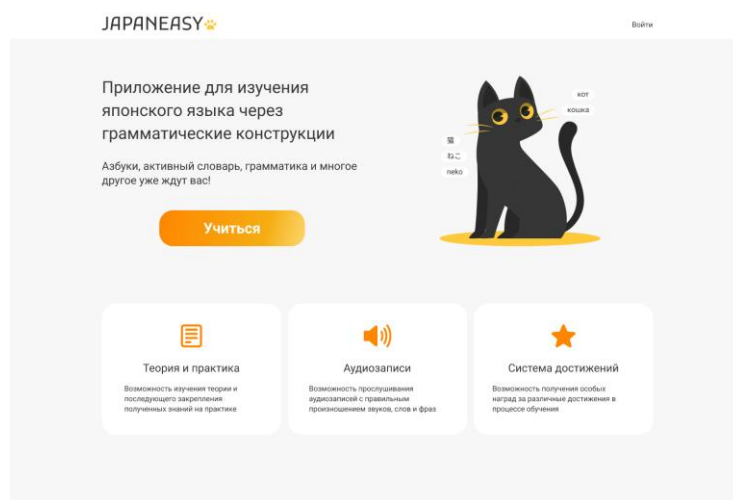 JAPANEASY
Войти
Приложение для изучения
японского языка через
грамматические конструкции
Азбуки, активный словарь, грамматика и многое
другое уже ждут вас!
Учиться
кот
кошка
猫
ねこ
neko
Теория и практика
Возможность изучения теории и
последующего закрепления
полученных знаний на практике
Аудиозаписи
Возможность прослушивания
аудиозаписей с правильным
произношением звуков, слов и фраз
Система достижений
Возможность получения особых
наград за различные достижения в
процессе обучения